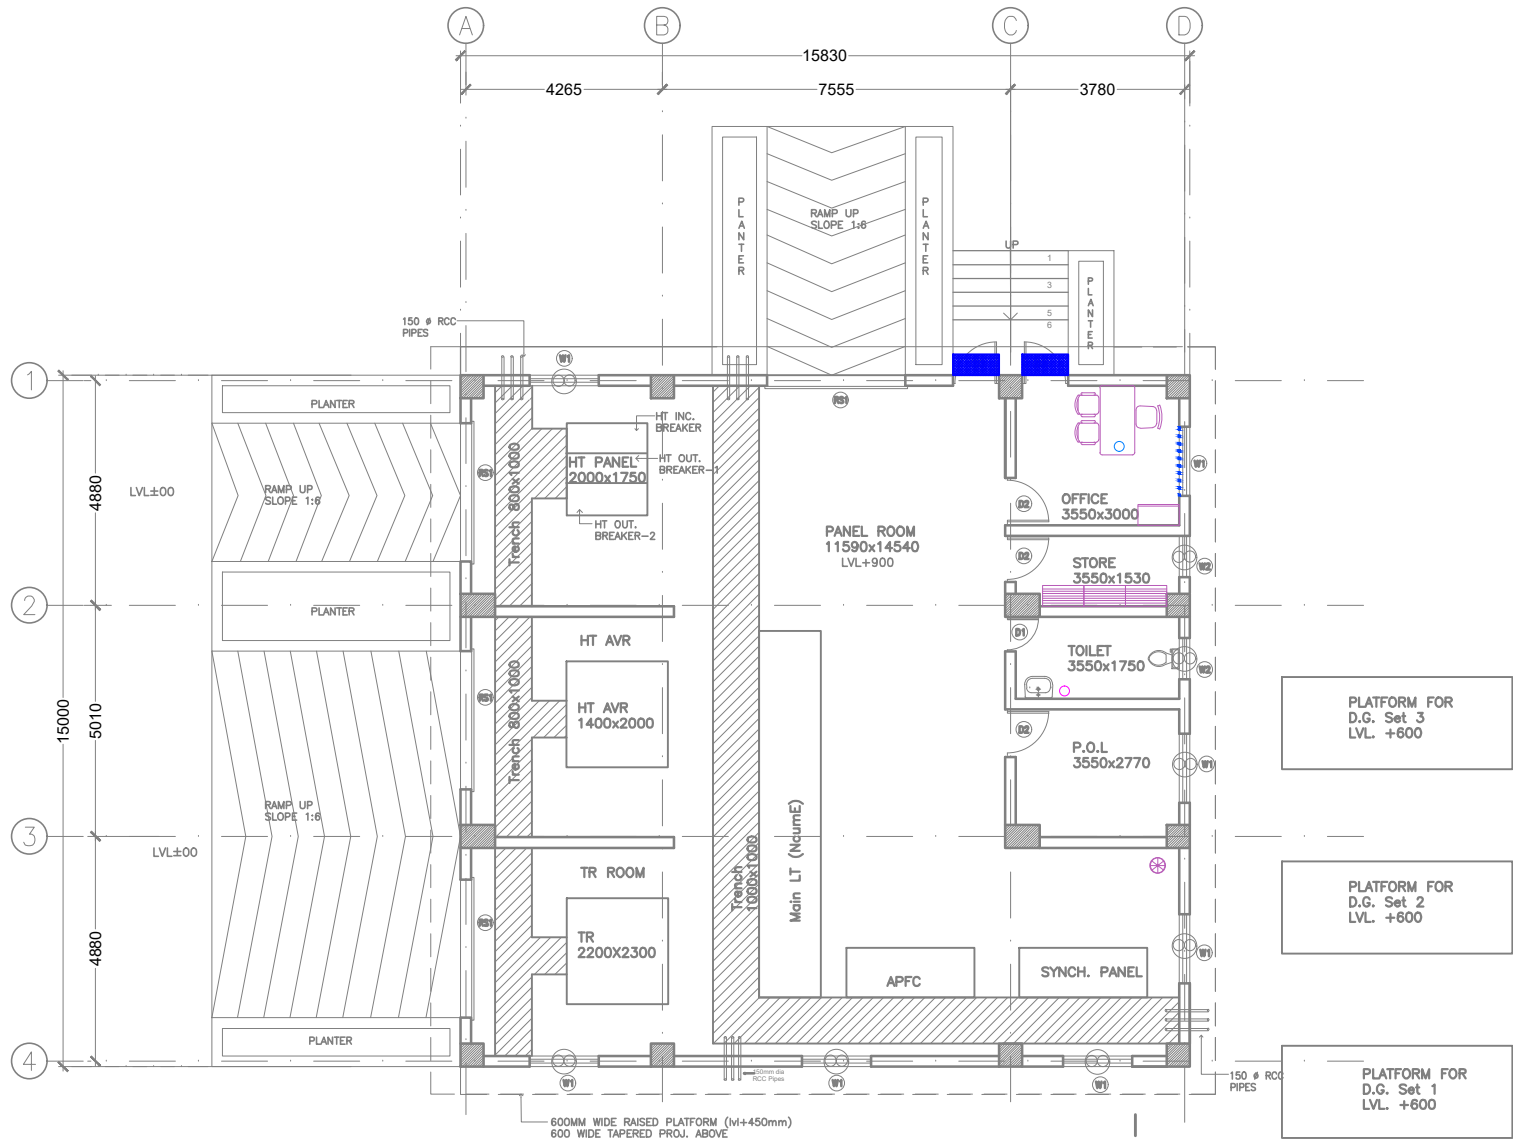 A
B
C
D
15830
4265
7555
3780
PLANTER
RAMP UP
SLOPE 1:6
PLANTER
UP
1
3
5
6
PLANTER
150 ø RCC
PIPES
W1
1
PLANTER
RS1
HT INC.
BREAKER
HT OUT.
BREAKER-1
HT PANEL
2000x1750
HT OUT.
BREAKER-2
Trench 800x1000
RS1
RAMP UP
SLOPE 1:6
LVL±00
4880
W1
OFFICE
3550x3000
D2
PANEL ROOM
11590x14540
LVL+900
D2
STORE
3550x1530
W2
2
PLANTER
HT AVR
D1
TOILET
3550x1750
W2
Trench 800x1000
RS1
HT AVR
1400x2000
15000
5010
D2
P.O.L
3550x2770
W1
PLATFORM FOR
D.G. Set 3
LVL. +600
RAMP UP
SLOPE 1:6
3
LVL±00
TR ROOM
Trench
1000x1000
Main LT (NcumE)
RS1
TR
2200X2300
4880
APFC
SYNCH. PANEL
W1
PLATFORM FOR
D.G. Set 2
LVL. +600
PLANTER
4
W1
150mm dia
RCC Pipes
W1
W1
150 ø RCC
PIPES
PLATFORM FOR
D.G. Set 1
LVL. +600
600MM WIDE RAISED PLATFORM (lvl+450mm)
600 WIDE TAPERED PROJ. ABOVE